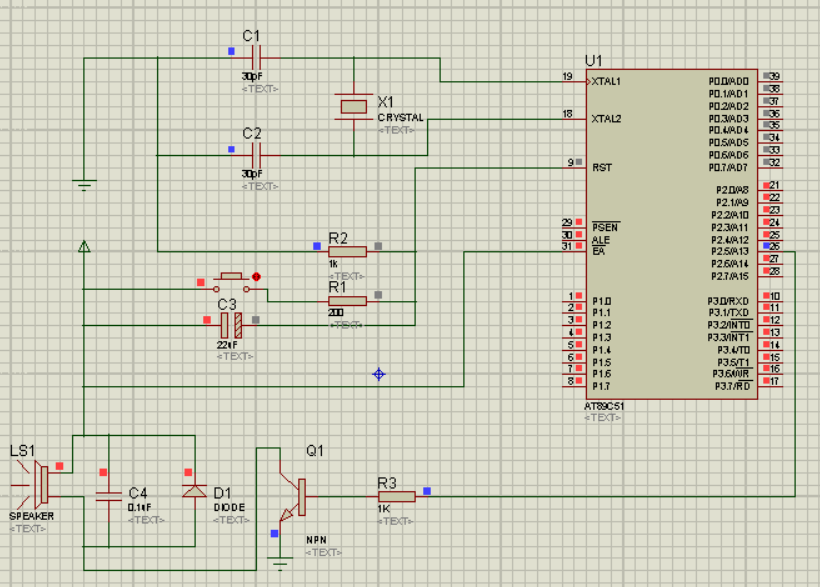 C1
30pF
<TEXT>
X1
CRYSTAL
<TEXT>
C2
30pF
<TEXT>
R2
1k
<TEXT>
R1
200
<TEXT>
C3
22uF
<TEXT>
U1
19 XTAL1
18 XTAL2
9 RST
29 PSEN
30 ALE
31 EA
1 P1.0
2 P1.1
3 P1.2
4 P1.3
5 P1.4
6 P1.5
7 P1.6
8 P1.7
P0.0/AD0 39
P0.1/AD1 38
P0.2/AD2 37
P0.3/AD3 36
P0.4/AD4 35
P0.5/AD5 34
P0.6/AD6 33
P0.7/AD7 32
P2.0/A8 21
P2.1/A9 22
P2.2/A10 23
P2.3/A11 24
P2.4/A12 25
P2.5/A13 26
P2.6/A14 27
P2.7/A15 28
P3.0/RXD 10
P3.1/TXD 11
P3.2/INT0 12
P3.3/INT1 13
P3.4/T0 14
P3.5/T1 15
P3.6/WR 16
P3.7/RD 17
AT89C51
<TEXT>
LS1
SPEAKER
<TEXT>
C4
0.1uF
<TEXT>
D1
DIODE
<TEXT>
Q1
NPN
<TEXT>
R3
1K
<TEXT>